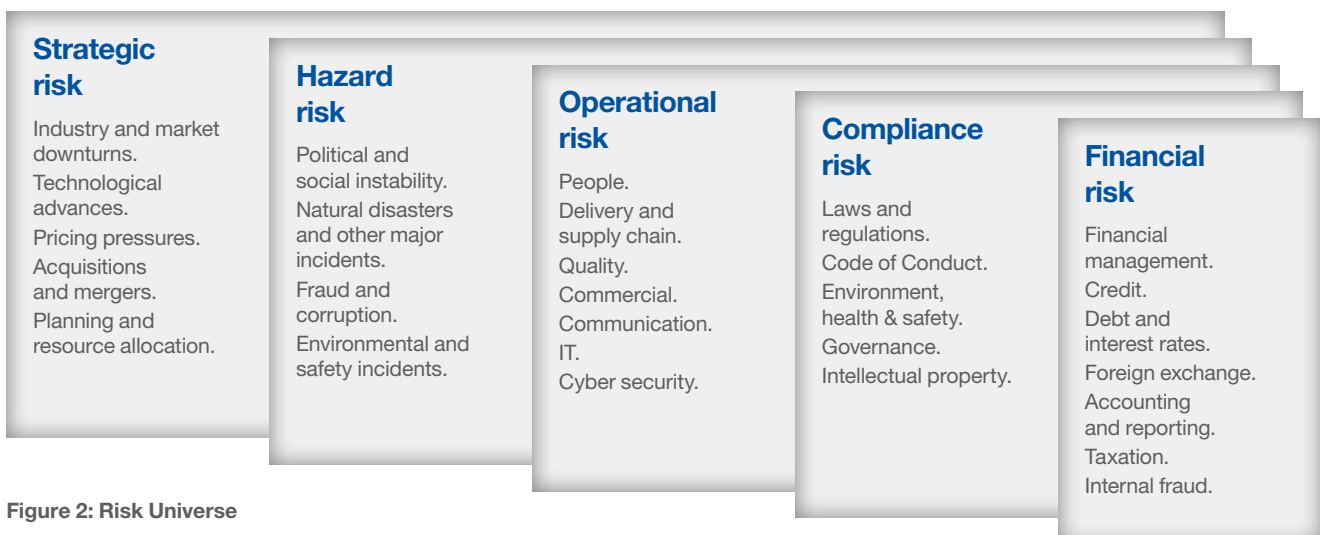 Strategic
risk
Industry and market
downturns.
Technological
advances.
Pricing pressures.
Acquisitions
and mergers.
Planning and
resource allocation.
Hazard
risk
Political and
social instability.
Natural disasters
and other major
incidents.
Fraud and
corruption.
Environmental and
safety incidents.
Operational
risk
People.
Delivery and
supply chain.
Quality.
Commercial.
Communication.
IT.
Cyber security.
Compliance
risk
Laws and
regulations.
Code of Conduct.
Environment,
health & safety.
Governance.
Intellectual property.
Financial
risk
Financial
management.
Credit.
Debt and
interest rates.
Foreign exchange.
Accounting
and reporting.
Taxation.
Internal fraud.
Figure 2: Risk Universe